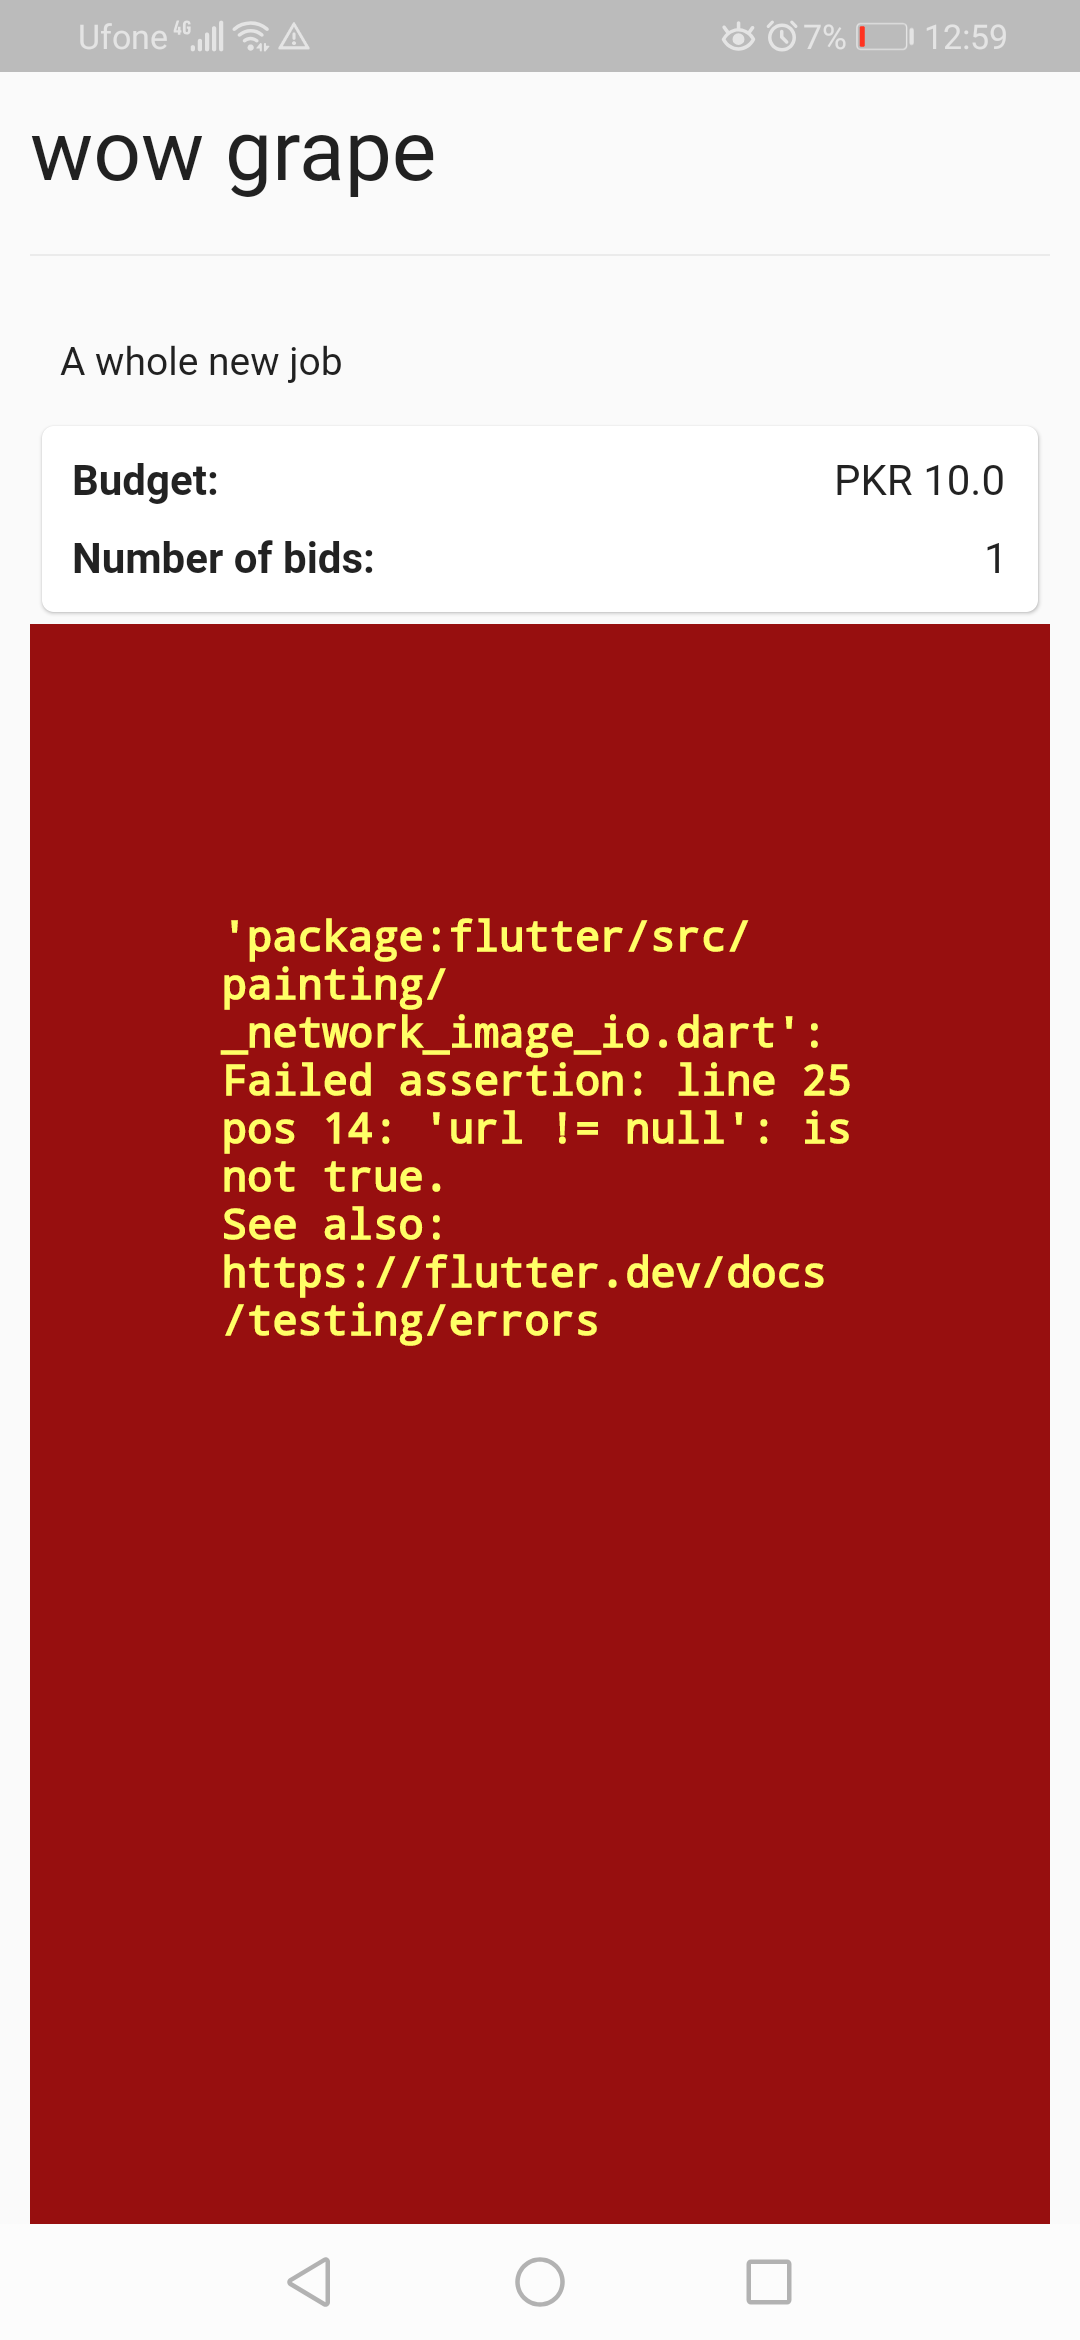 Ufone 4G 7% 12:59
wow grape
A whole new job
Budget: PKR 10.0
Number of bids: 1
'package:flutter/src/
painting/
_network_image_io.dart':
Failed assertion: line 25
pos 14: 'url != null': is
not true.
See also:
https://flutter.dev/docs
/testing/errors